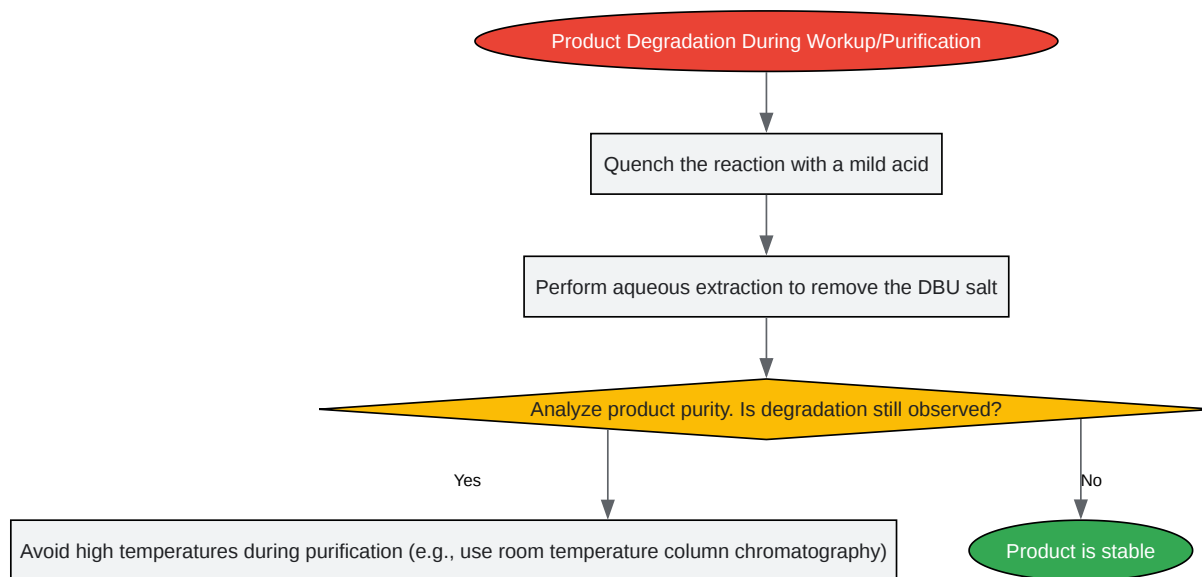 Product Degradation During Workup/Purification
Quench the reaction with a mild acid
Perform aqueous extraction to remove the DBU salt
Analyze product purity. Is degradation still observed?
Yes
No
Avoid high temperatures during purification (e.g., use room temperature column chromatography)
Product is stable